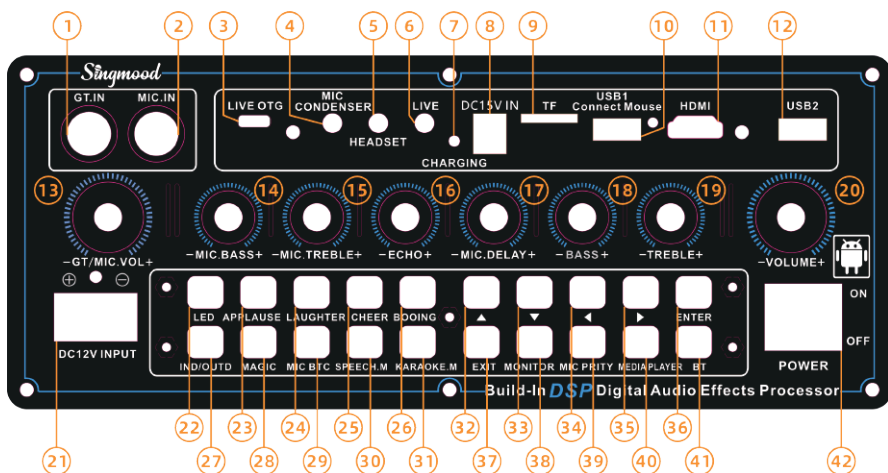 1 2 3 4 5 6 7 8 9 10 11 12
Singmood
GT.IN MIC.IN
LIVE OTG
MIC
CONDENSER
HEADSET
LIVE
CHARGING
DC15V IN
TF
USB1
Connect Mouse
HDMI
USB2
13 14 15 16 17 18 19 20
−GT/MIC.VOL+ −MIC.BASS+ −MIC.TREBLE+ −ECHO+ −MIC.DELAY+ −BASS+ −TREBLE+ −VOLUME+
⊕ ⊖
DC12V INPUT
LED APPLAUSE LAUGHTER CHEER BOOING ▲ ▼ ◀ ▶ ENTER
IND/OUTD MAGIC MIC BTC SPEECH.M KARAOKE.M EXIT MONITOR MIC PRITY MEDIAPLAYER BT
ON
OFF
POWER
Build-In DSP Digital Audio Effects Processor
22 23 24 25 26 32 33 34 35 36
21 27 28 29 30 31 37 38 39 40 41 42